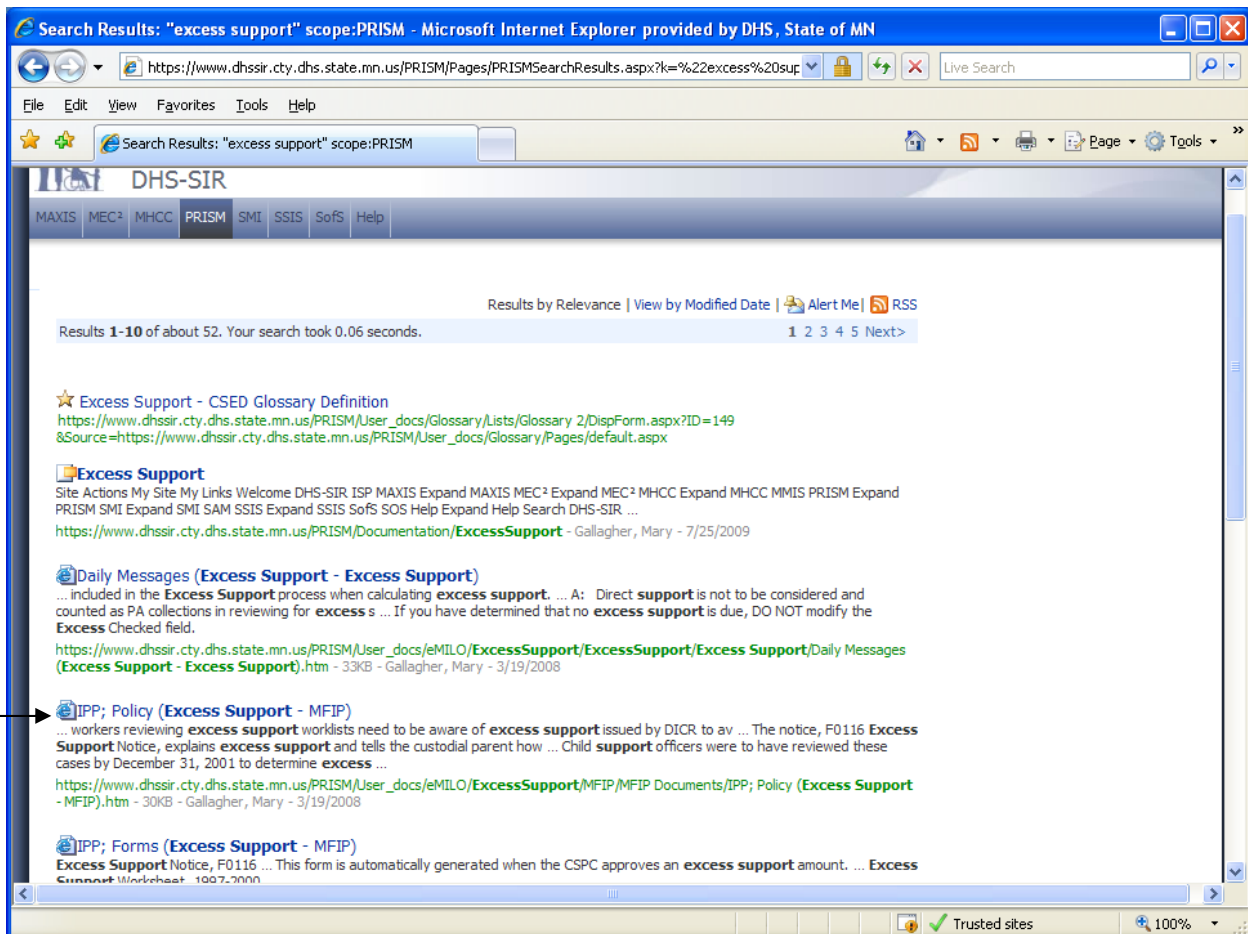 Search Results: "excess support" scope:PRISM - Microsoft Internet Explorer provided by DHS, State of MN
https://www.dhssir.cty.dhs.state.mn.us/PRISM/Pages/PRISMSearchResults.aspx?k=%22excess%20sup
Live Search
File Edit View Favorites Tools Help
Search Results: "excess support" scope:PRISM
Page Tools »
DHS-SIR
MAXIS MEC² MHCC PRISM SMI SSIS SofS Help
Results by Relevance | View by Modified Date | Alert Me| RSS
Results 1-10 of about 52. Your search took 0.06 seconds. 1 2 3 4 5 Next>
Excess Support - CSED Glossary Definition
https://www.dhssir.cty.dhs.state.mn.us/PRISM/User_docs/Glossary/Lists/Glossary 2/DispForm.aspx?ID=149
&Source=https://www.dhssir.cty.dhs.state.mn.us/PRISM/User_docs/Glossary/Pages/default.aspx
Excess Support
Site Actions My Site My Links Welcome DHS-SIR ISP MAXIS Expand MAXIS MEC² Expand MEC² MHCC Expand MHCC MMIS PRISM Expand
PRISM SMI Expand SMI SAM SSIS Expand SSIS SofS SOS Help Expand Help Search DHS-SIR ...
https://www.dhssir.cty.dhs.state.mn.us/PRISM/Documentation/ExcessSupport - Gallagher, Mary - 7/25/2009
Daily Messages (Excess Support - Excess Support)
... included in the Excess Support process when calculating excess support. ... A: Direct support is not to be considered and
counted as PA collections in reviewing for excess s ... If you have determined that no excess support is due, DO NOT modify the
Excess Checked field.
https://www.dhssir.cty.dhs.state.mn.us/PRISM/User_docs/eMILO/ExcessSupport/ExcessSupport/Excess Support/Daily Messages
(Excess Support - Excess Support).htm - 33KB - Gallagher, Mary - 3/19/2008
IPP; Policy (Excess Support - MFIP)
... workers reviewing excess support worklists need to be aware of excess support issued by DICR to av ... The notice, F0116 Excess
Support Notice, explains excess support and tells the custodial parent how ... Child support officers were to have reviewed these
cases by December 31, 2001 to determine excess ...
https://www.dhssir.cty.dhs.state.mn.us/PRISM/User_docs/eMILO/ExcessSupport/MFIP/MFIP Documents/IPP; Policy (Excess Support
- MFIP).htm - 30KB - Gallagher, Mary - 3/19/2008
IPP; Forms (Excess Support - MFIP)
Excess Support Notice, F0116 ... This form is automatically generated when the CSPC approves an excess support amount. ... Excess
Support Worksheet, 1997-2000
Trusted sites 100%